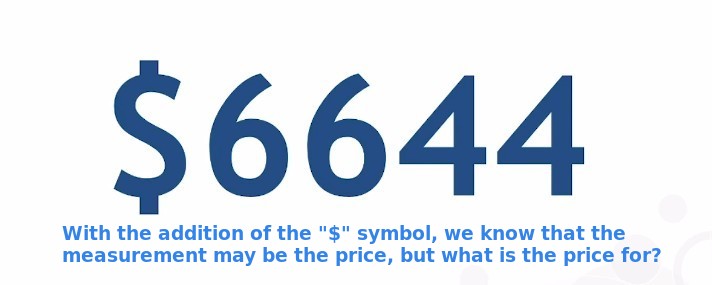 $6644
With the addition of the "$" symbol, we know that the
measurement may be the price, but what is the price for?